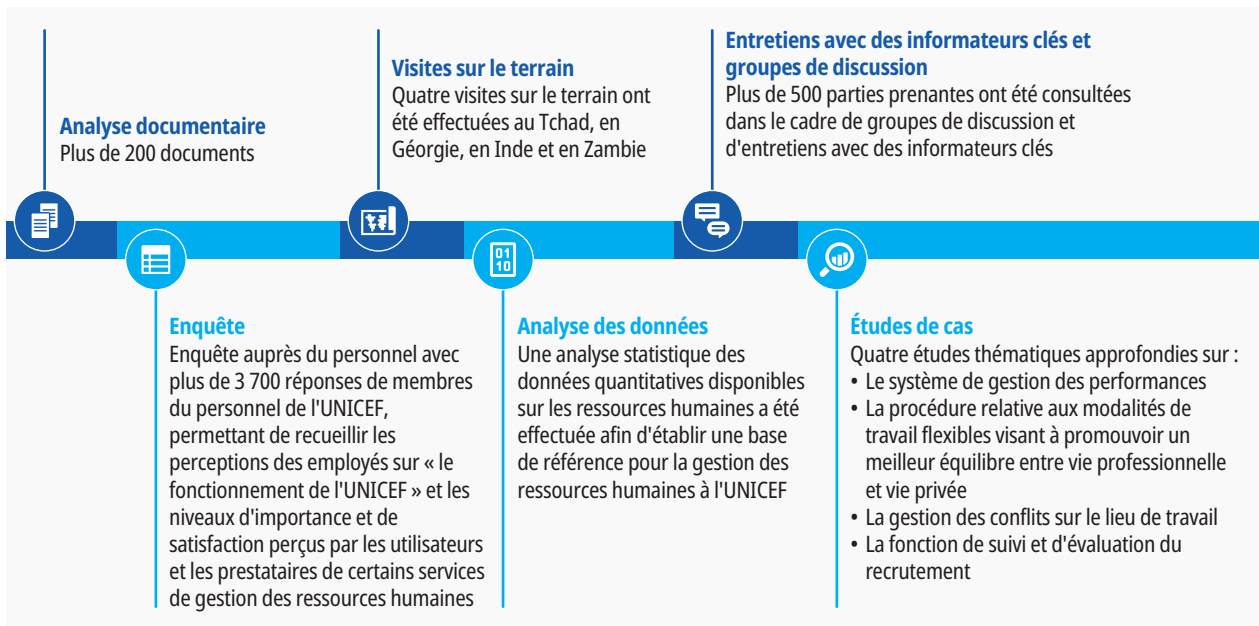 Analyse documentaire
Plus de 200 documents
Visites sur le terrain
Quatre visites sur le terrain ont
été effectuées au Tchad, en
Géorgie, en Inde et en Zambie
Entretiens avec des informateurs clés et
groupes de discussion
Plus de 500 parties prenantes ont été consultées
dans le cadre de groupes de discussion et
d'entretiens avec des informateurs clés
01
10
Enquête
Enquête auprès du personnel avec
plus de 3 700 réponses de membres
du personnel de l'UNICEF,
permettant de recueillir les
perceptions des employés sur « le
fonctionnement de l'UNICEF » et les
niveaux d'importance et de
satisfaction perçus par les utilisateurs
et les prestataires de certains services
de gestion des ressources humaines
Analyse des données
Une analyse statistique des
données quantitatives disponibles
sur les ressources humaines a été
effectuée afin d'établir une base
de référence pour la gestion des
ressources humaines à l'UNICEF
Études de cas
Quatre études thématiques approfondies sur :
• Le système de gestion des performances
• La procédure relative aux modalités de
travail flexibles visant à promouvoir un
meilleur équilibre entre vie professionnelle
et vie privée
• La gestion des conflits sur le lieu de travail
• La fonction de suivi et d'évaluation du
recrutement